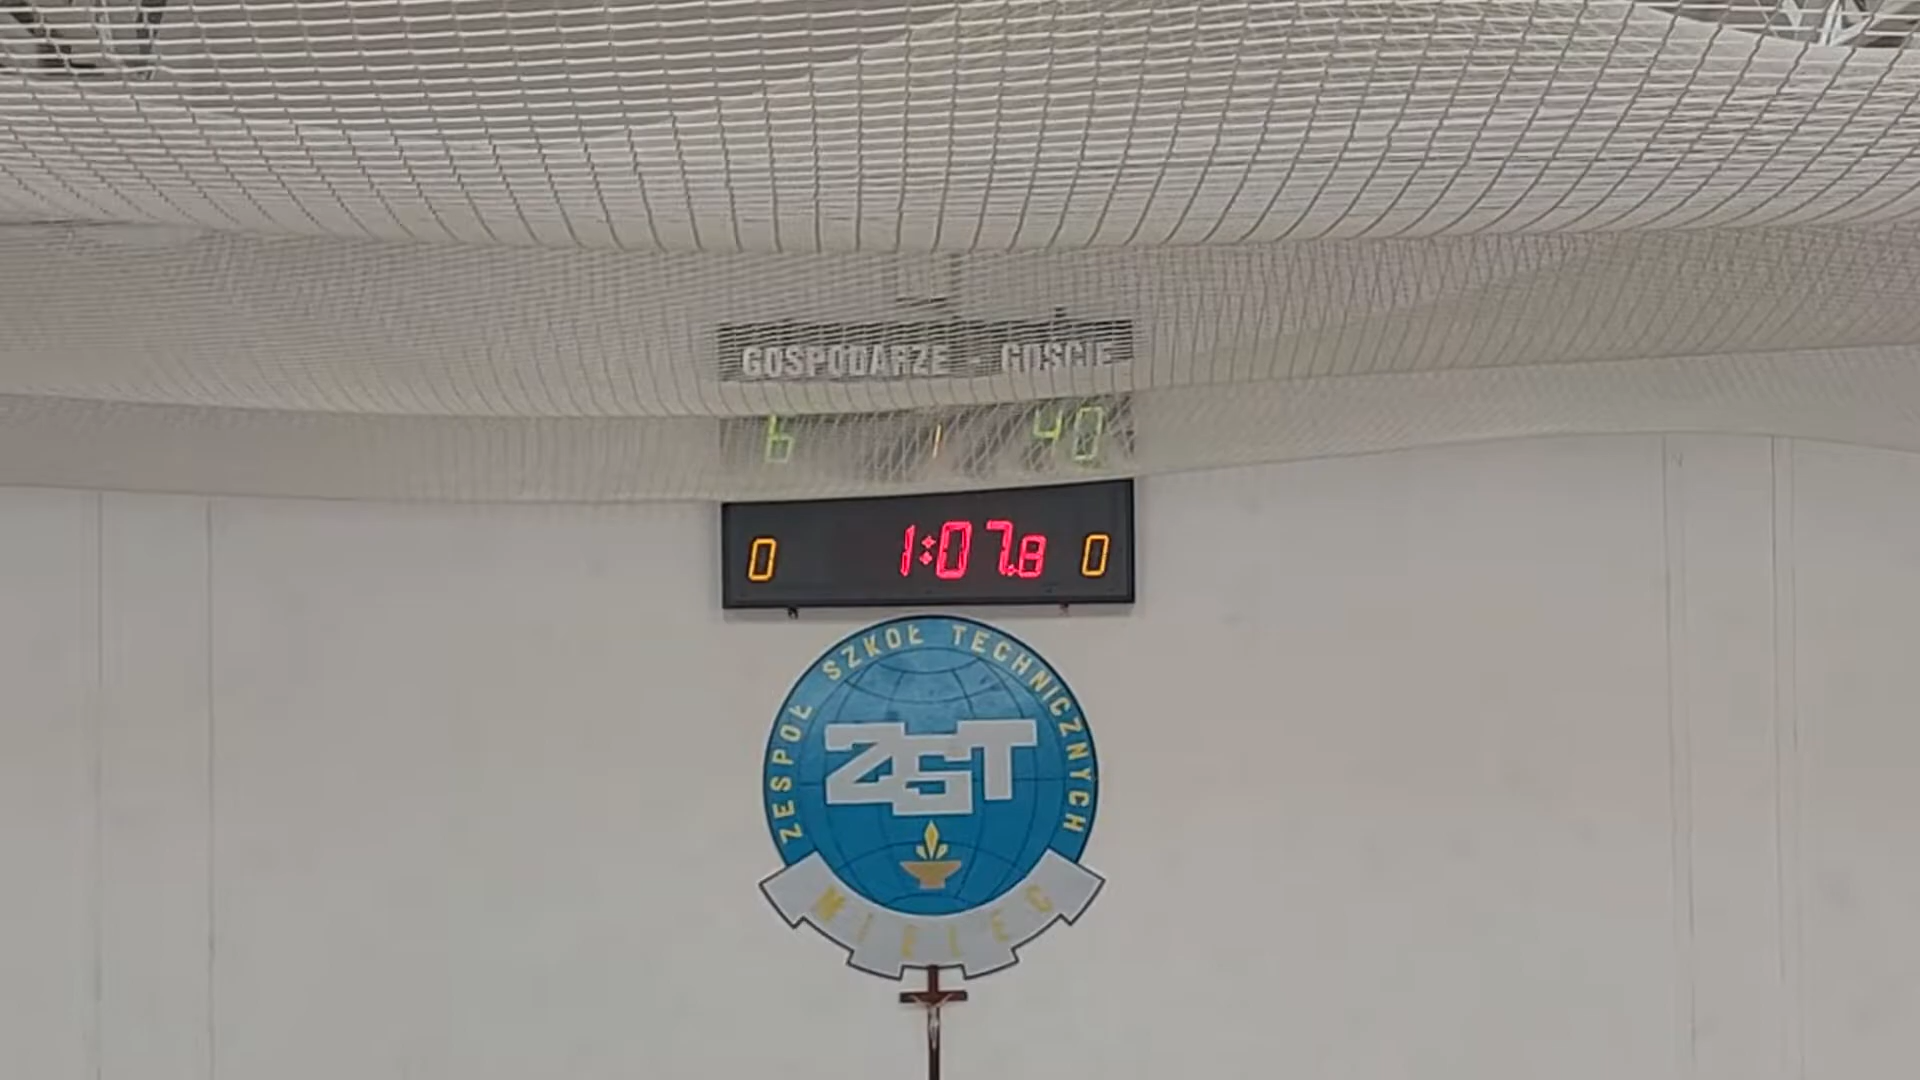 GOSPODARZE - GOŚCIE
6 1 40
0 1:07.8 0
ZESPÓŁ SZKÓŁ TECHNICZNYCH
ZST
MIELEC